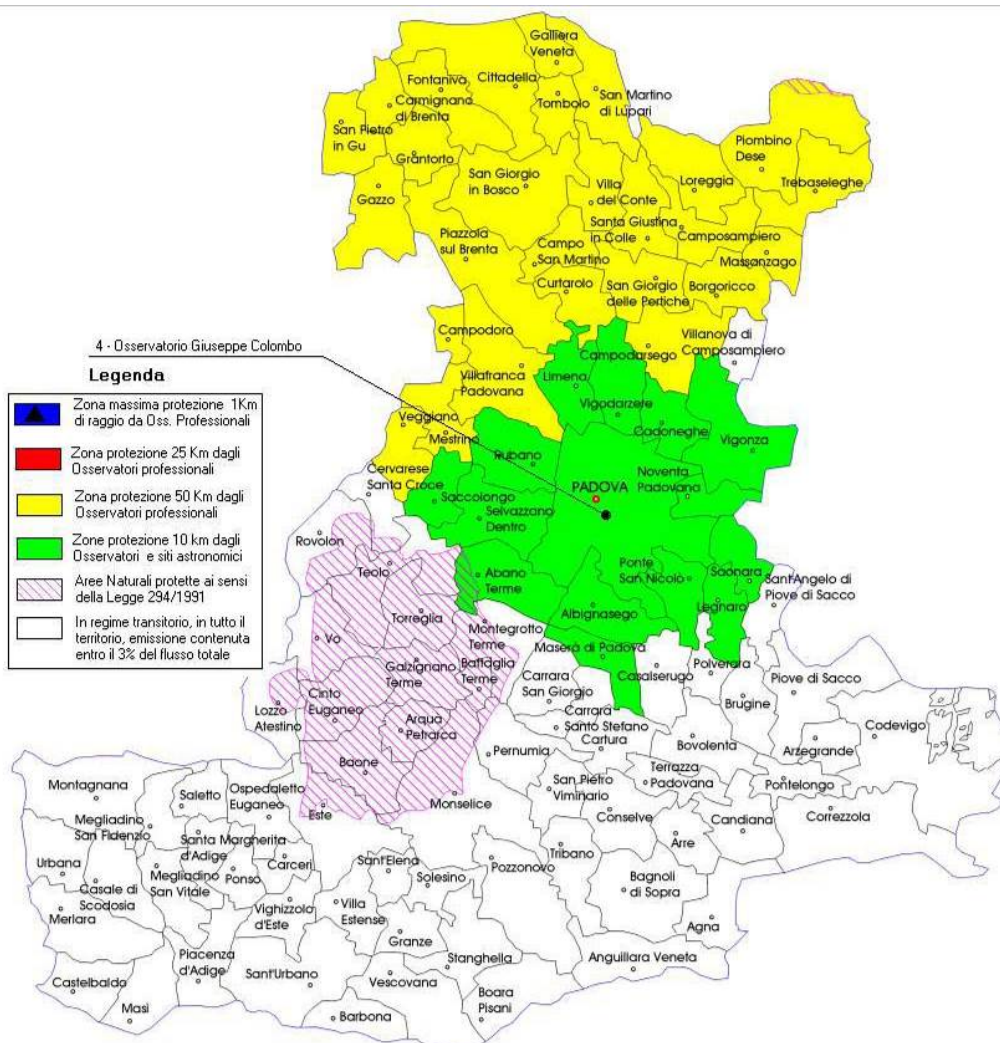 Galliera
Veneta
Fontaniva
Cittadella
Carmignano
di Brenta
Tombolo
San Martino
di Lupari
San Pietro
in Gu
Grantorto
Piombino
Dese
Gazzo
San Giorgio
in Bosco
Villa
del Conte
Loreggia
Trebaseleghe
Santa Giustina
in Colle
Piazzola
sul Brenta
Campo
San Martino
Camposampiero
Massanzago
Curtarolo
San Giorgio
delle Pertiche
Borgoricco
Campodoro
Villanova di
Camposampiero
4 - Osservatorio Giuseppe Colombo
Campodarsego
Legenda
Zona massima protezione 1Km
di raggio da Oss. Professionali
Zona protezione 25 Km dagli
Osservatori professionali
Zona protezione 50 Km dagli
Osservatori professionali
Zone protezione 10 km dagli
Osservatori e siti astronomici
Aree Naturali protette ai sensi
della Legge 294/1991
In regime transitorio, in tutto il
territorio, emissione contenuta
entro il 3% del flusso totale
Villafranca
Padovana
Limena
Vigodarzere
Veggiano
Mestrino
Cadoneghe
Vigonza
Rubano
Cervarese
Santa Croce
Noventa
Padovana
PADOVA
Saccolongo
Selvazzano
Dentro
Rovolon
Teolo
Abano
Terme
Ponte
San Nicolò
Saonara
Sant'Angelo di
Piove di Sacco
Albignasego
Legnaro
Torreglia
Montegrotto
Terme
Vo
Maserà di Padova
Galzignano
Terme
Battaglia
Terme
Casalserugo
Polverara
Carrara
San Giorgio
Piove di Sacco
Cinto
Euganeo
Brugine
Lozzo
Atestino
Carrara
Santo Stefano
Arqua
Petrarca
Codevigo
Cartura
Bovolenta
Arzegrande
Pernumia
Baone
Terrazza
Padovana
Pontelongo
Montagnana
Saletto
Ospedaletto
Euganeo
San Pietro
Viminario
Este
Monselice
Conselve
Candiana
Correzzola
Megliadino
San Fidenzio
Santa Margherita
d'Adige
Arre
Urbana
Megliadino
San Vitale
Ponso
Carceri
Sant'Elena
Solesino
Pozzonovo
Tribano
Bagnoli
di Sopra
Casale di
Scodosia
Merlara
Vighizzolo
d'Este
Villa
Estense
Granze
Agna
Piacenza
d'Adige
Sant'Urbano
Stanghella
Anguillara Veneta
Castelbaldo
Vescovana
Boara
Pisani
Masi
Barbona